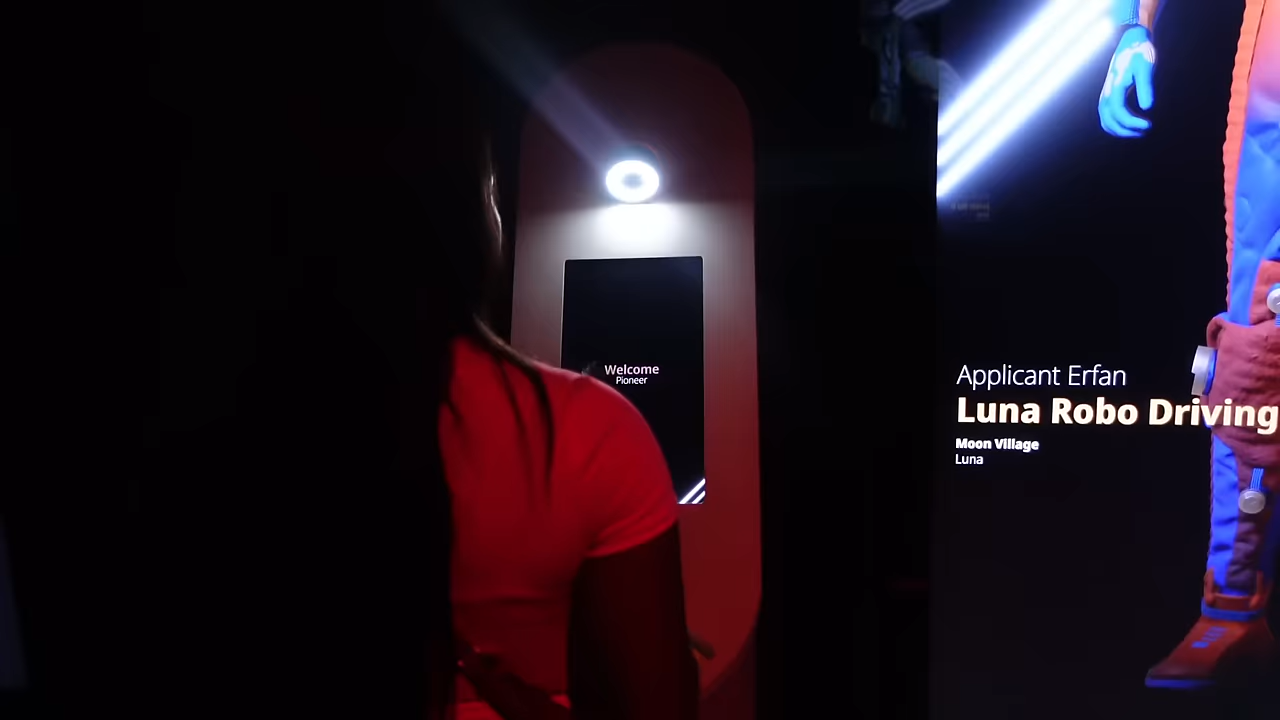 Welcome
Pioneer
Applicant Erfan
Luna Robo Driving
Moon Village
Luna